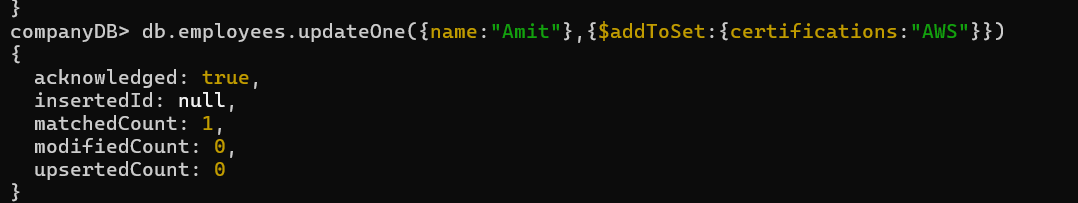 }
companyDB> db.employees.updateOne({name:"Amit"},{$addToSet:{certifications:"AWS"}})
{
  acknowledged: true,
  insertedId: null,
  matchedCount: 1,
  modifiedCount: 0,
  upsertedCount: 0
}